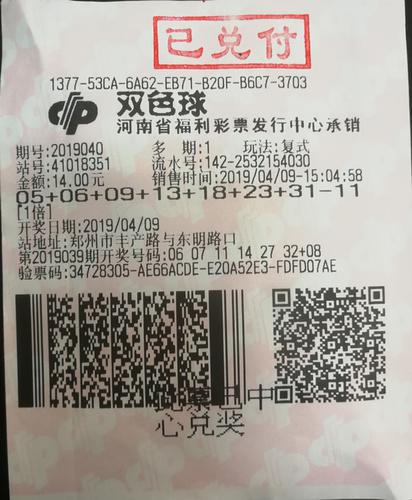 已兑付
1377-53CA-6A62-EB71-B20F-B6C7-3703
双色球
河南省福利彩票发行中心承销
期号:2019040 多 期:1 玩法:复式
站号:41018351 流水号:142-2532154030
金额:14.00元 销售时间:2019/04/09-15:04:58
05+06+09+13+18+23+31-11
[1倍]
开奖日期:2019/04/09
站点地址:郑州市丰产路与东明路口
第2019039期开奖号码:06 07 11 14 27 32+08
验票码:34728305-AE66ACDE-E20A52E3-FDFD07AE
此票已中
心兑奖